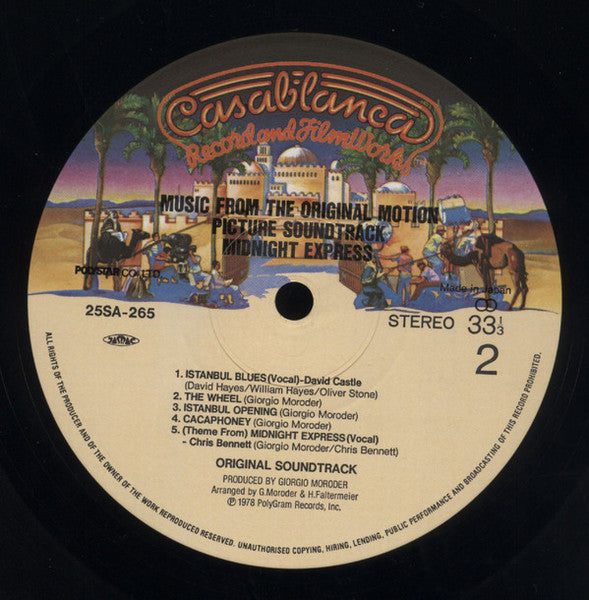 Casablanca
Record and FilmWorks
MUSIC FROM THE ORIGINAL MOTION
PICTURE SOUNDTRACK
MIDNIGHT EXPRESS
POLYSTAR CO., LTD.
Made in Japan
25SA-265
STEREO 33 1/3
JASRAC
2
1. ISTANBUL BLUES(Vocal)-David Castle
(David Hayes/William Hayes/Oliver Stone)
2. THE WHEEL(Giorgio Moroder)
3. ISTANBUL OPENING(Giorgio Moroder)
4. CACAPHONEY(Giorgio Moroder)
5. (Theme From) MIDNIGHT EXPRESS(Vocal)
- Chris Bennett(Giorgio Moroder/Chris Bennett)
ORIGINAL SOUNDTRACK
PRODUCED BY GIORGIO MORODER
Arranged by G.Moroder & H.Faltermeier
℗ 1978 PolyGram Records, Inc.
ALL RIGHTS OF THE PRODUCER AND OF THE OWNER OF THE WORK REPRODUCED RESERVED. UNAUTHORISED COPYING, HIRING, LENDING, PUBLIC PERFORMANCE AND BROADCASTING OF THIS RECORD PROHIBITED.